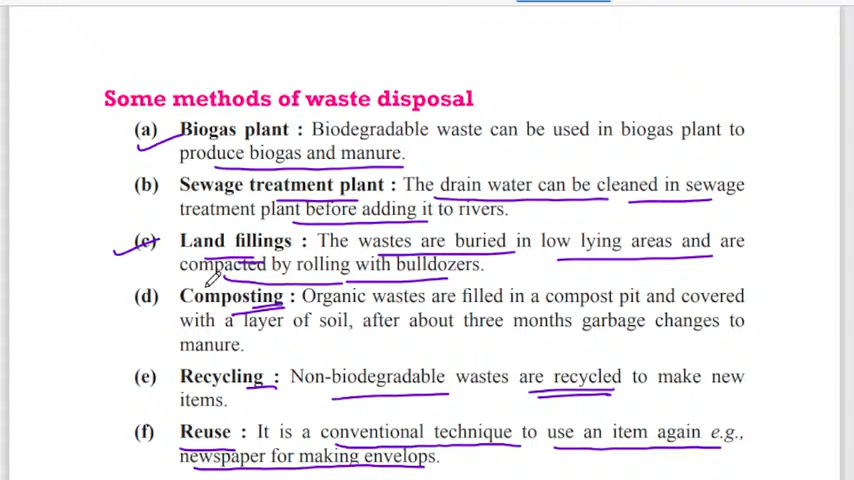 Some methods of waste disposal
(a) Biogas plant : Biodegradable waste can be used in biogas plant to
produce biogas and manure.
(b) Sewage treatment plant : The drain water can be cleaned in sewage
treatment plant before adding it to rivers.
(c) Land fillings : The wastes are buried in low lying areas and are
compacted by rolling with bulldozers.
(d) Composting : Organic wastes are filled in a compost pit and covered
with a layer of soil, after about three months garbage changes to
manure.
(e) Recycling : Non-biodegradable wastes are recycled to make new
items.
(f) Reuse : It is a conventional technique to use an item again e.g.,
newspaper for making envelops.